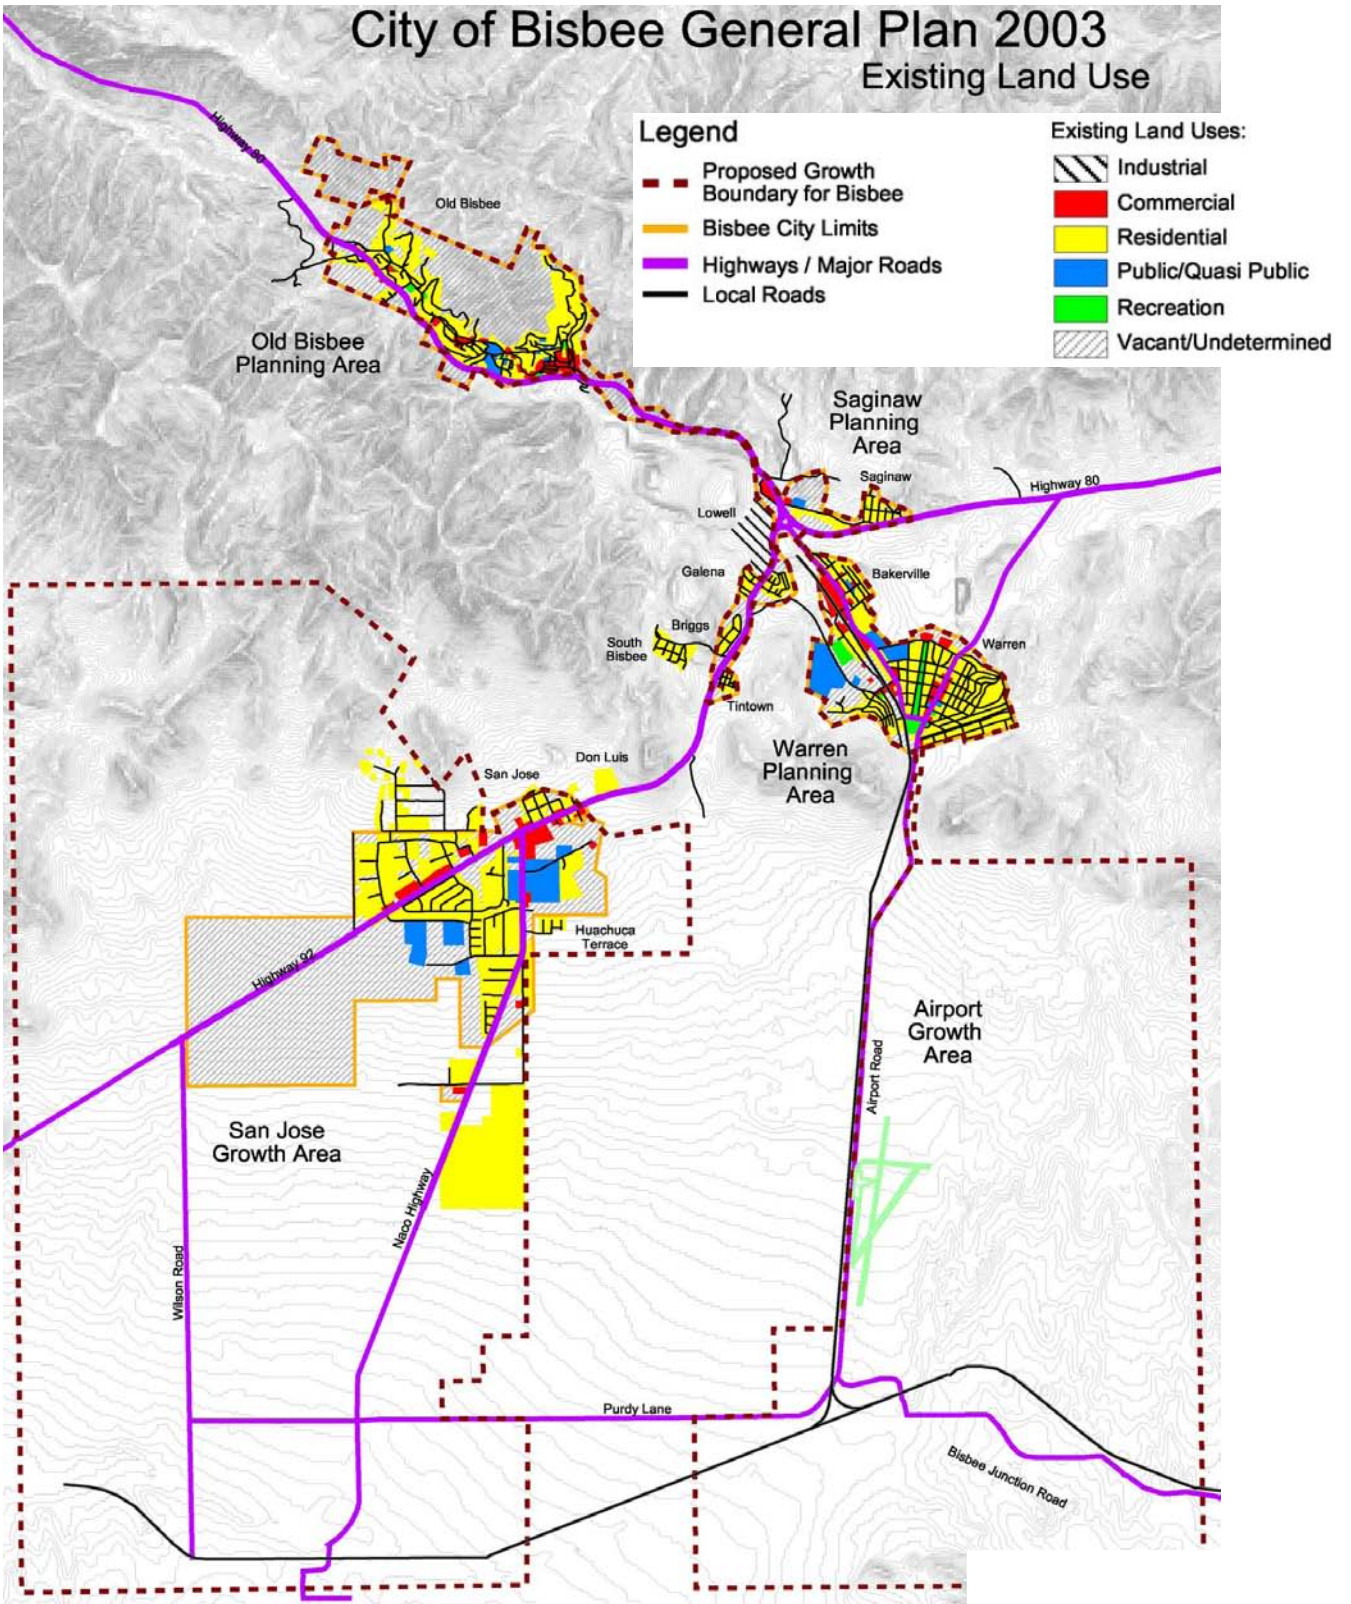 City of Bisbee General Plan 2003
Existing Land Use
Legend
Proposed Growth
Boundary for Bisbee
Bisbee City Limits
Highways / Major Roads
Local Roads
Existing Land Uses:
Industrial
Commercial
Residential
Public/Quasi Public
Recreation
Vacant/Undetermined
Highway 80
Old Bisbee
Old Bisbee
Planning Area
Saginaw
Planning
Area
Saginaw
Highway 80
Lowell
Galena
Bakerville
Briggs
South
Bisbee
Warren
Tintown
Warren
Planning
Area
Don Luis
San Jose
Huachuca
Terrace
Highway 92
Airport
Growth
Area
Airport Road
San Jose
Growth Area
Naco Highway
Wilson Road
Purdy Lane
Bisbee Junction Road